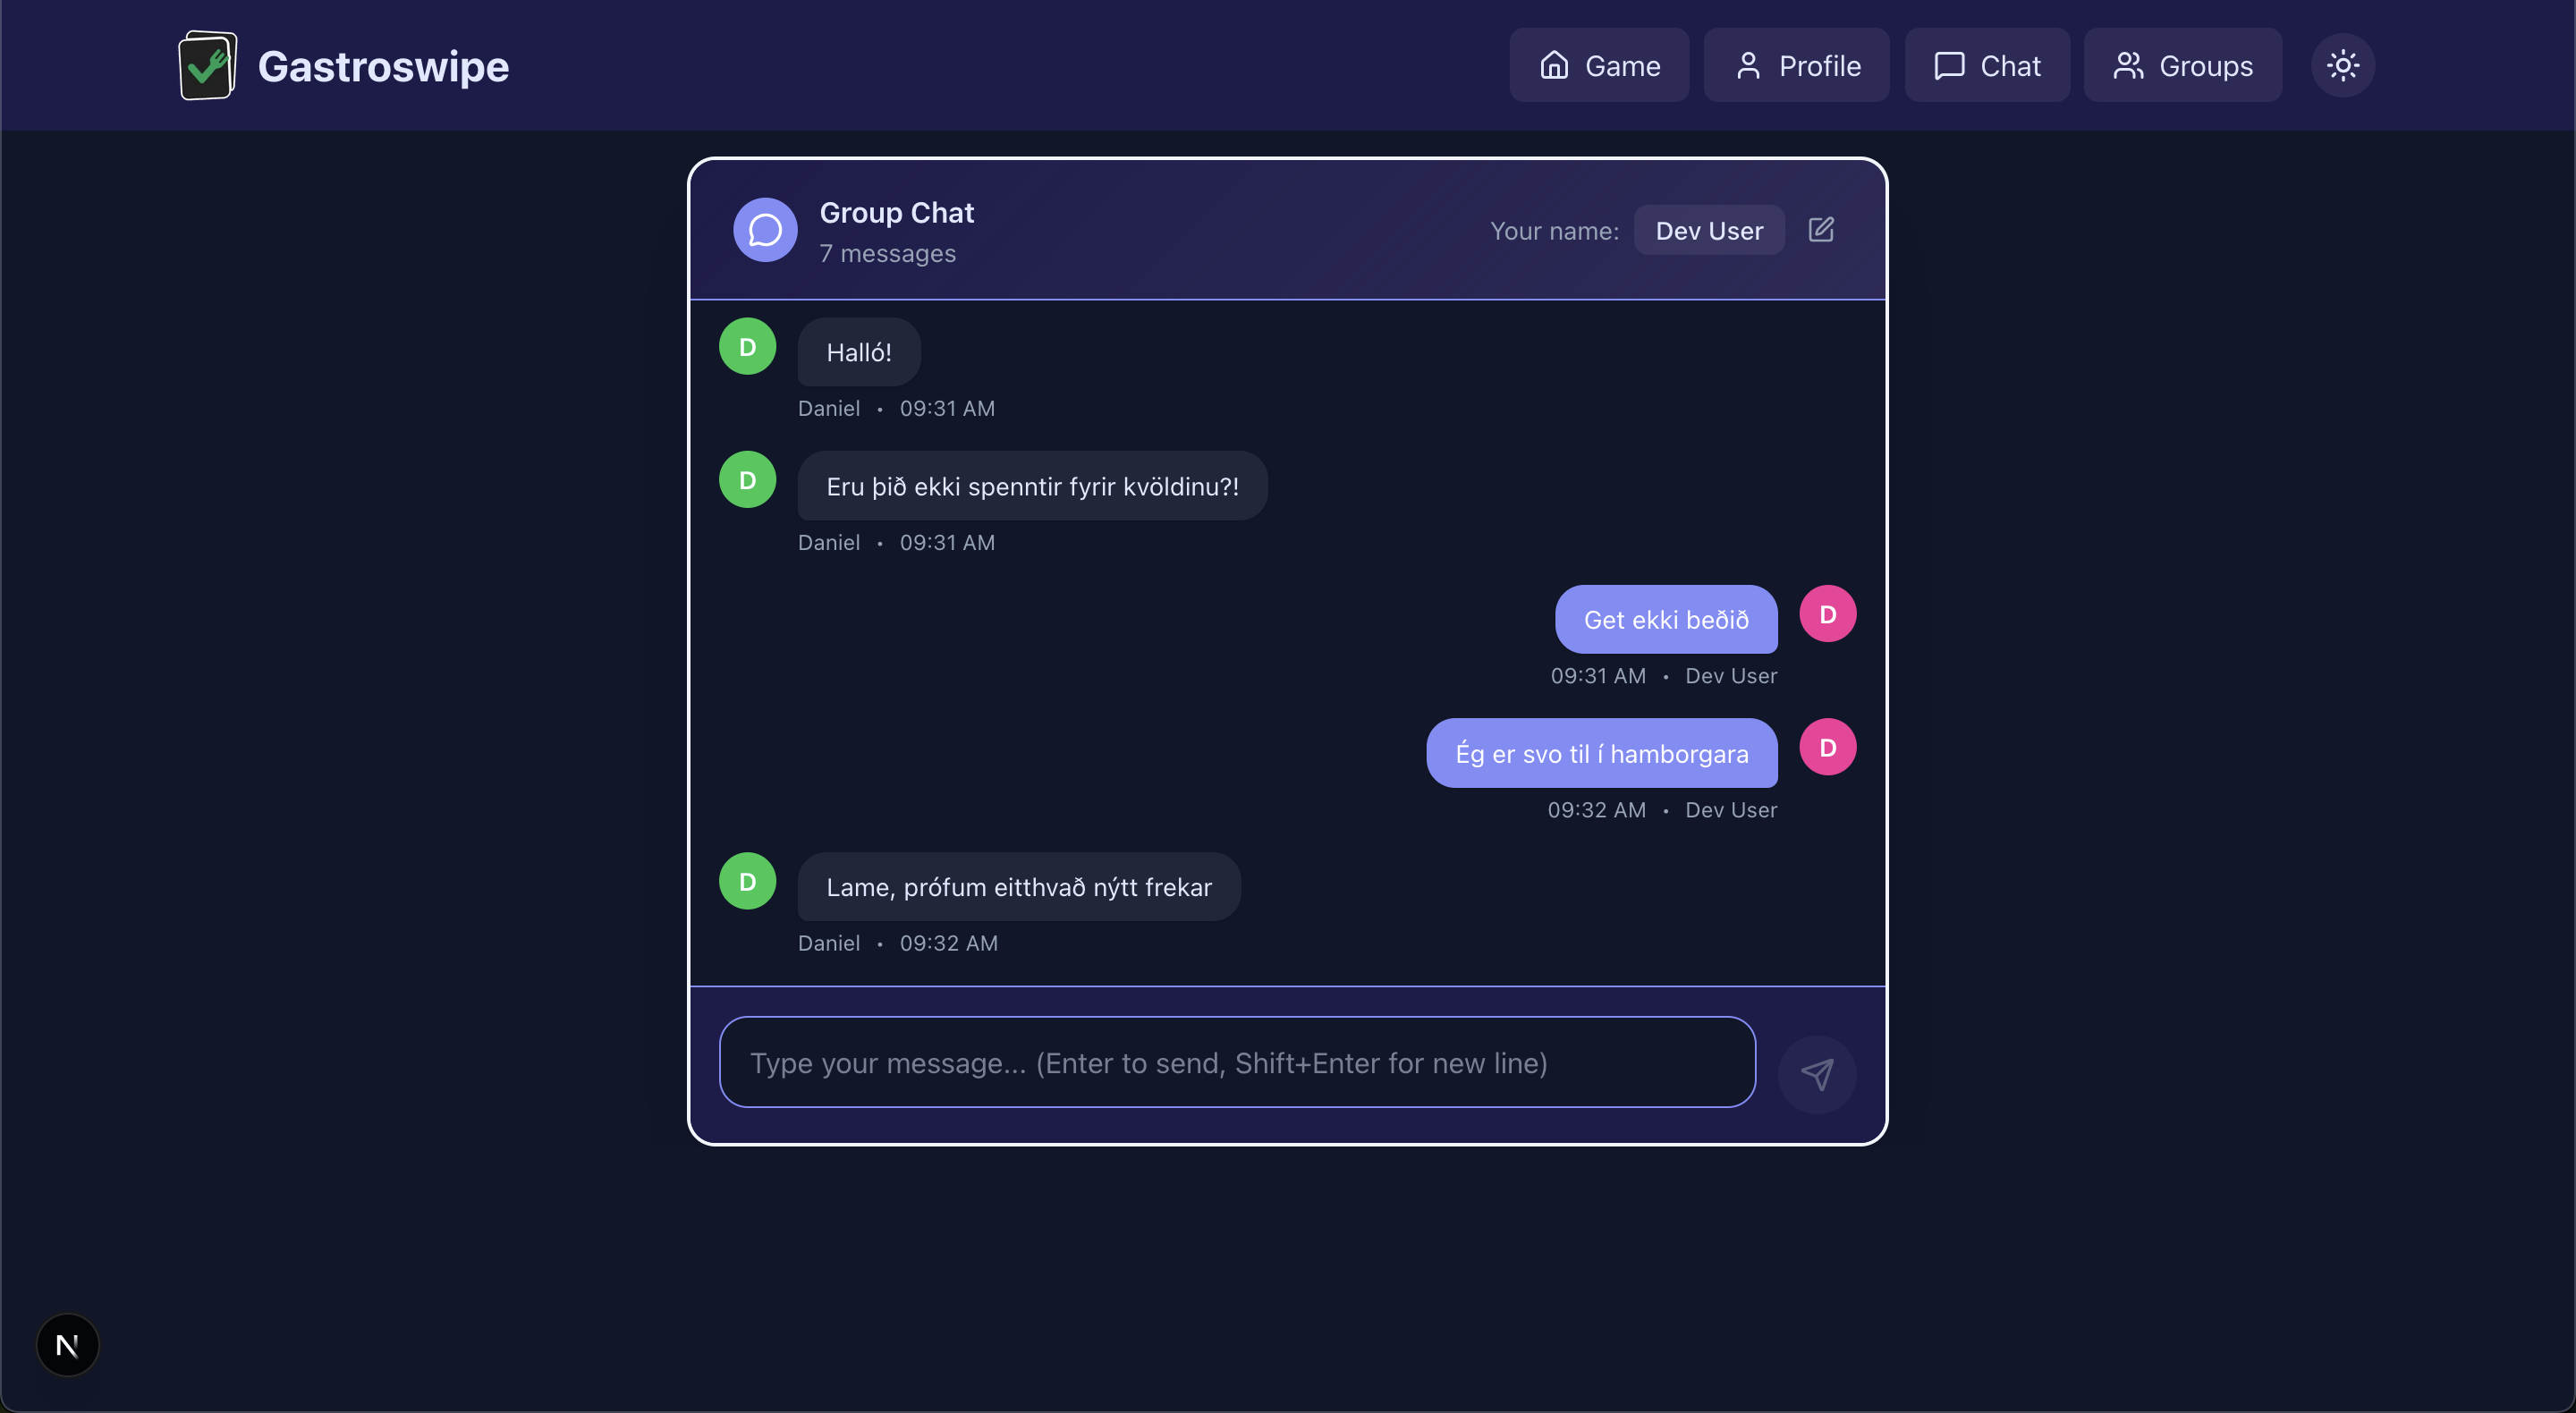 Gastroswipe
Game
Profile
Chat
Groups
Group Chat
7 messages
Your name:
Dev User
D
Halló!
Daniel • 09:31 AM
D
Eru þið ekki spenntir fyrir kvöldinu?!
Daniel • 09:31 AM
Get ekki beðið
D
09:31 AM • Dev User
Ég er svo til í hamborgara
D
09:32 AM • Dev User
D
Lame, prófum eitthvað nýtt frekar
Daniel • 09:32 AM
Type your message... (Enter to send, Shift+Enter for new line)
N